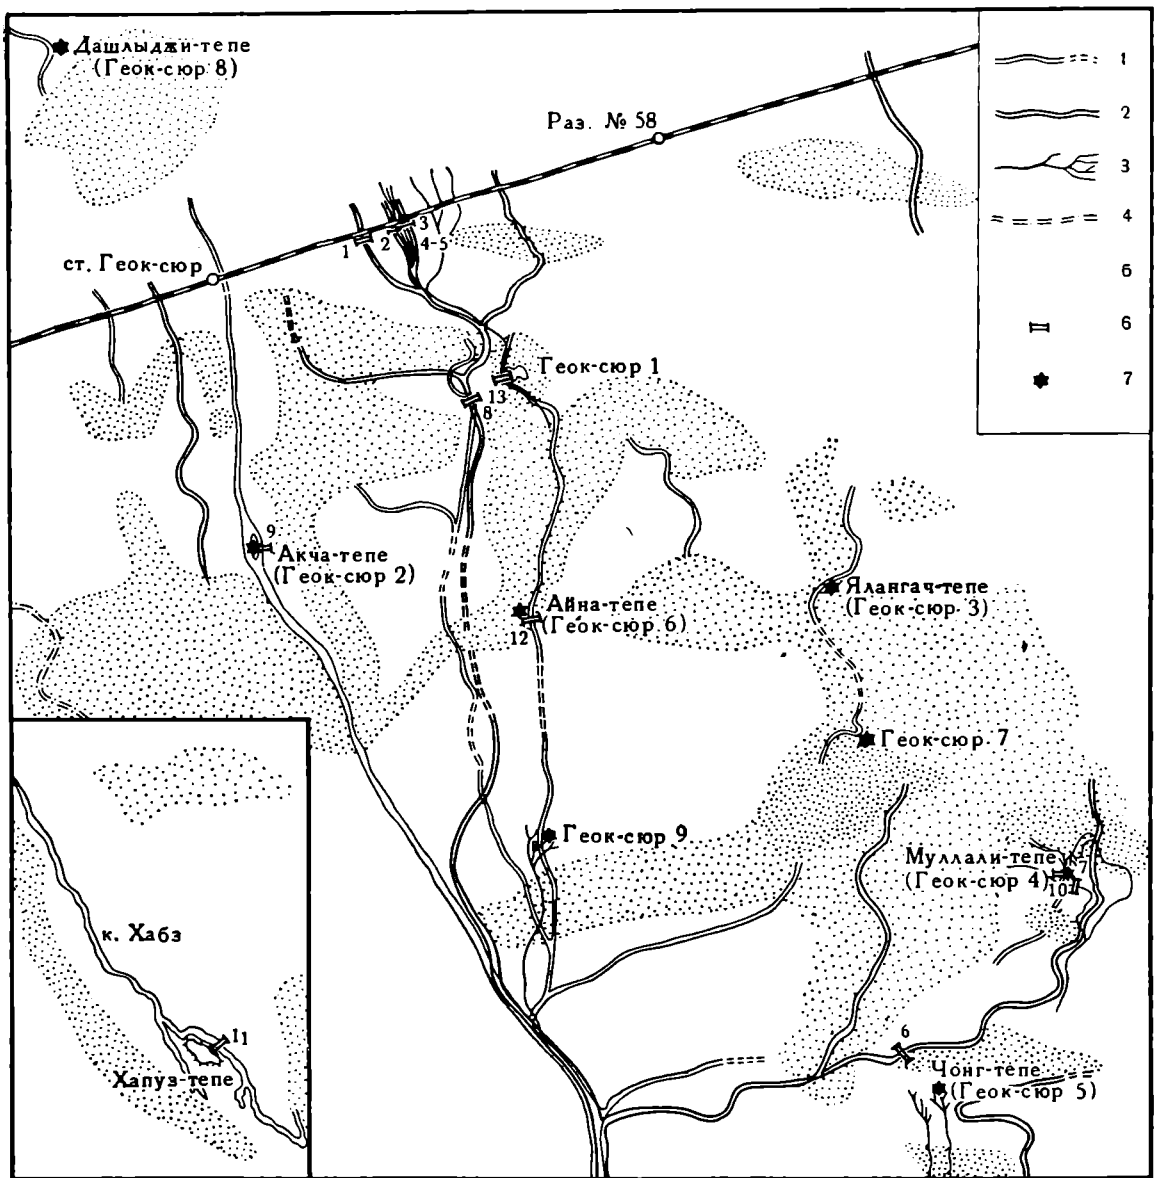 Дашлыджи-тепе
(Геок-сюр 8)
Раз. № 58
1
2
3
4
б
6
7
ст. Геок-сюр
1
2
3
4-5
Геок-сюр 1
13
8
9
Акча-тепе
(Геок-сюр 2)
Айна-тепе
(Геок-сюр 6)
12
Ялангач-тепе
(Геок-сюр 3)
Геок-сюр 7
Геок-сюр 9
Муллали-тепе
(Геок-сюр 4)
7
10
6
Чонг-тепе
(Геок-сюр 5)
к. Хабз
11
Хапуз-тепе